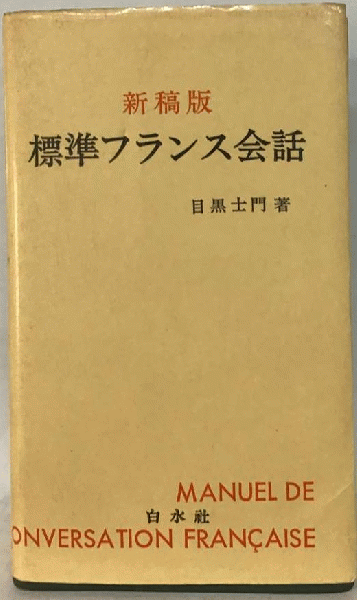 新稿版
標準フランス会話
目黒士門著
MANUEL DE
白水社
ONVERSATION FRANÇAISE